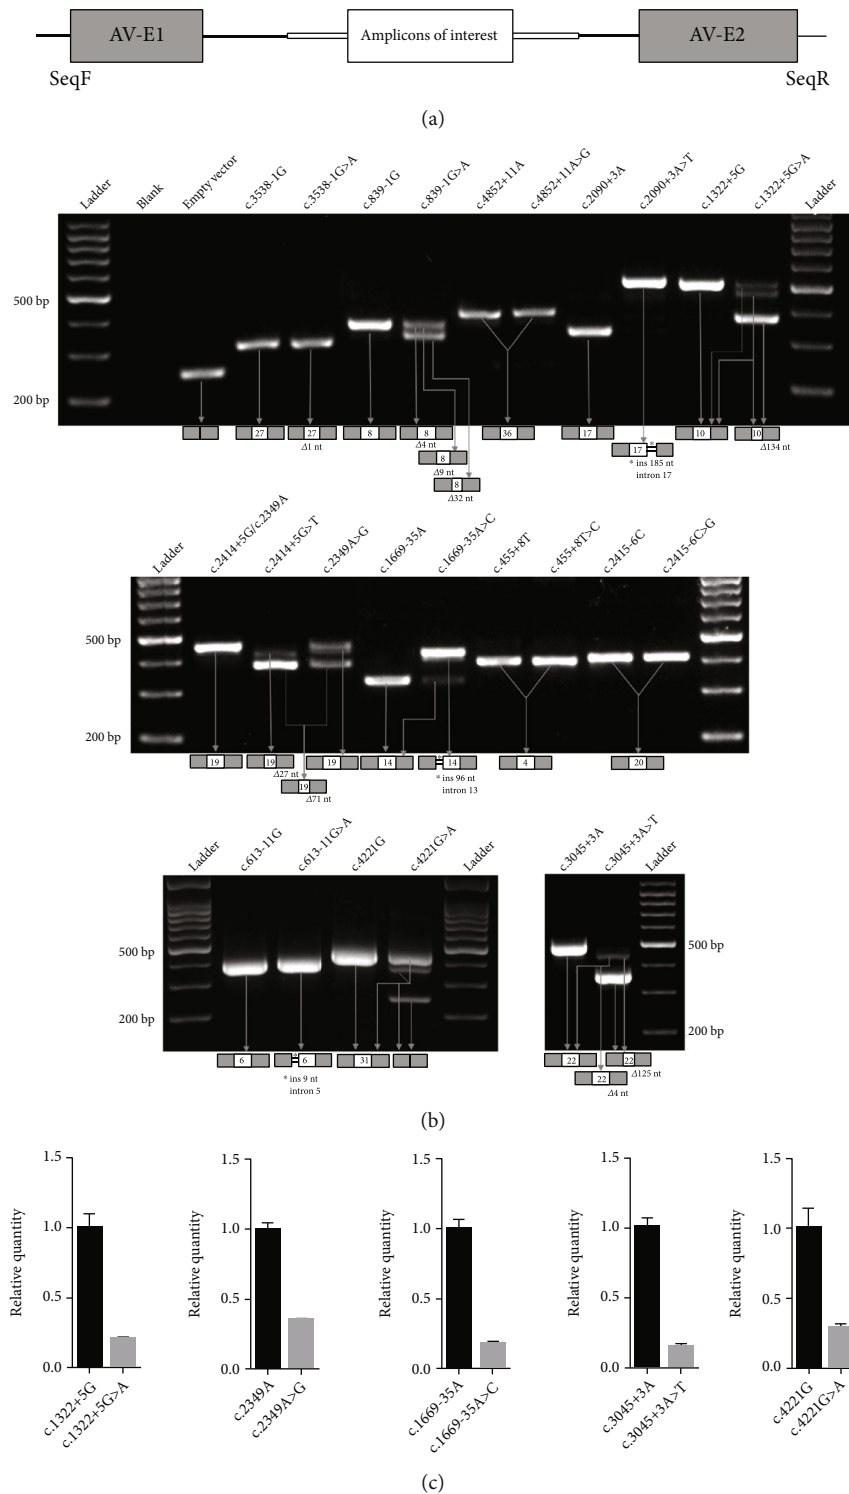 AV-E1
Amplicons of interest
AV-E2
SeqF
SeqR
(a)
Ladder
Blank
Empty vector
c.3538-1G
c.3538-1G>A
c.839-1G
c.839-1G>A
c.4852+11A
c.4852+11A>G
c.2090+3A
c.2090+3A>T
c.1322+5G
c.1322+5G>A
Ladder
500 bp
200 bp
27
27
8
8
36
17
17
10
10
Δ1 nt
Δ4 nt
*
Δ134 nt
8
* ins 185 nt
intron 17
Δ9 nt
8
Δ32 nt
Ladder
c.2414+5G/c.2349A
c.2414+5G>T
c.2349A>G
c.1669-35A
c.1669-35A>C
c.455+8T
c.455+8T>C
c.2415-6C
c.2415-6C>G
500 bp
200 bp
19
19
19
14
*
14
4
20
Δ27 nt
* ins 96 nt
intron 13
19
Δ71 nt
Ladder
c.613-11G
c.613-11G>A
c.4221G
c.4221G>A
Ladder
500 bp
200 bp
6
*
6
31
* ins 9 nt
intron 5
c.3045+3A
c.3045+3A>T
Ladder
500 bp
200 bp
22
22
Δ125 nt
22
Δ4 nt
(b)
Relative quantity
1.5
1.0
0.5
0.0
c.1322+5G
c.1322+5G>A
Relative quantity
1.5
1.0
0.5
0.0
c.2349A
c.2349A>G
Relative quantity
1.5
1.0
0.5
0.0
c.1669-35A
c.1669-35A>C
Relative quantity
1.5
1.0
0.5
0.0
c.3045+3A
c.3045+3A>T
Relative quantity
1.5
1.0
0.5
0.0
c.4221G
c.4221G>A
(c)